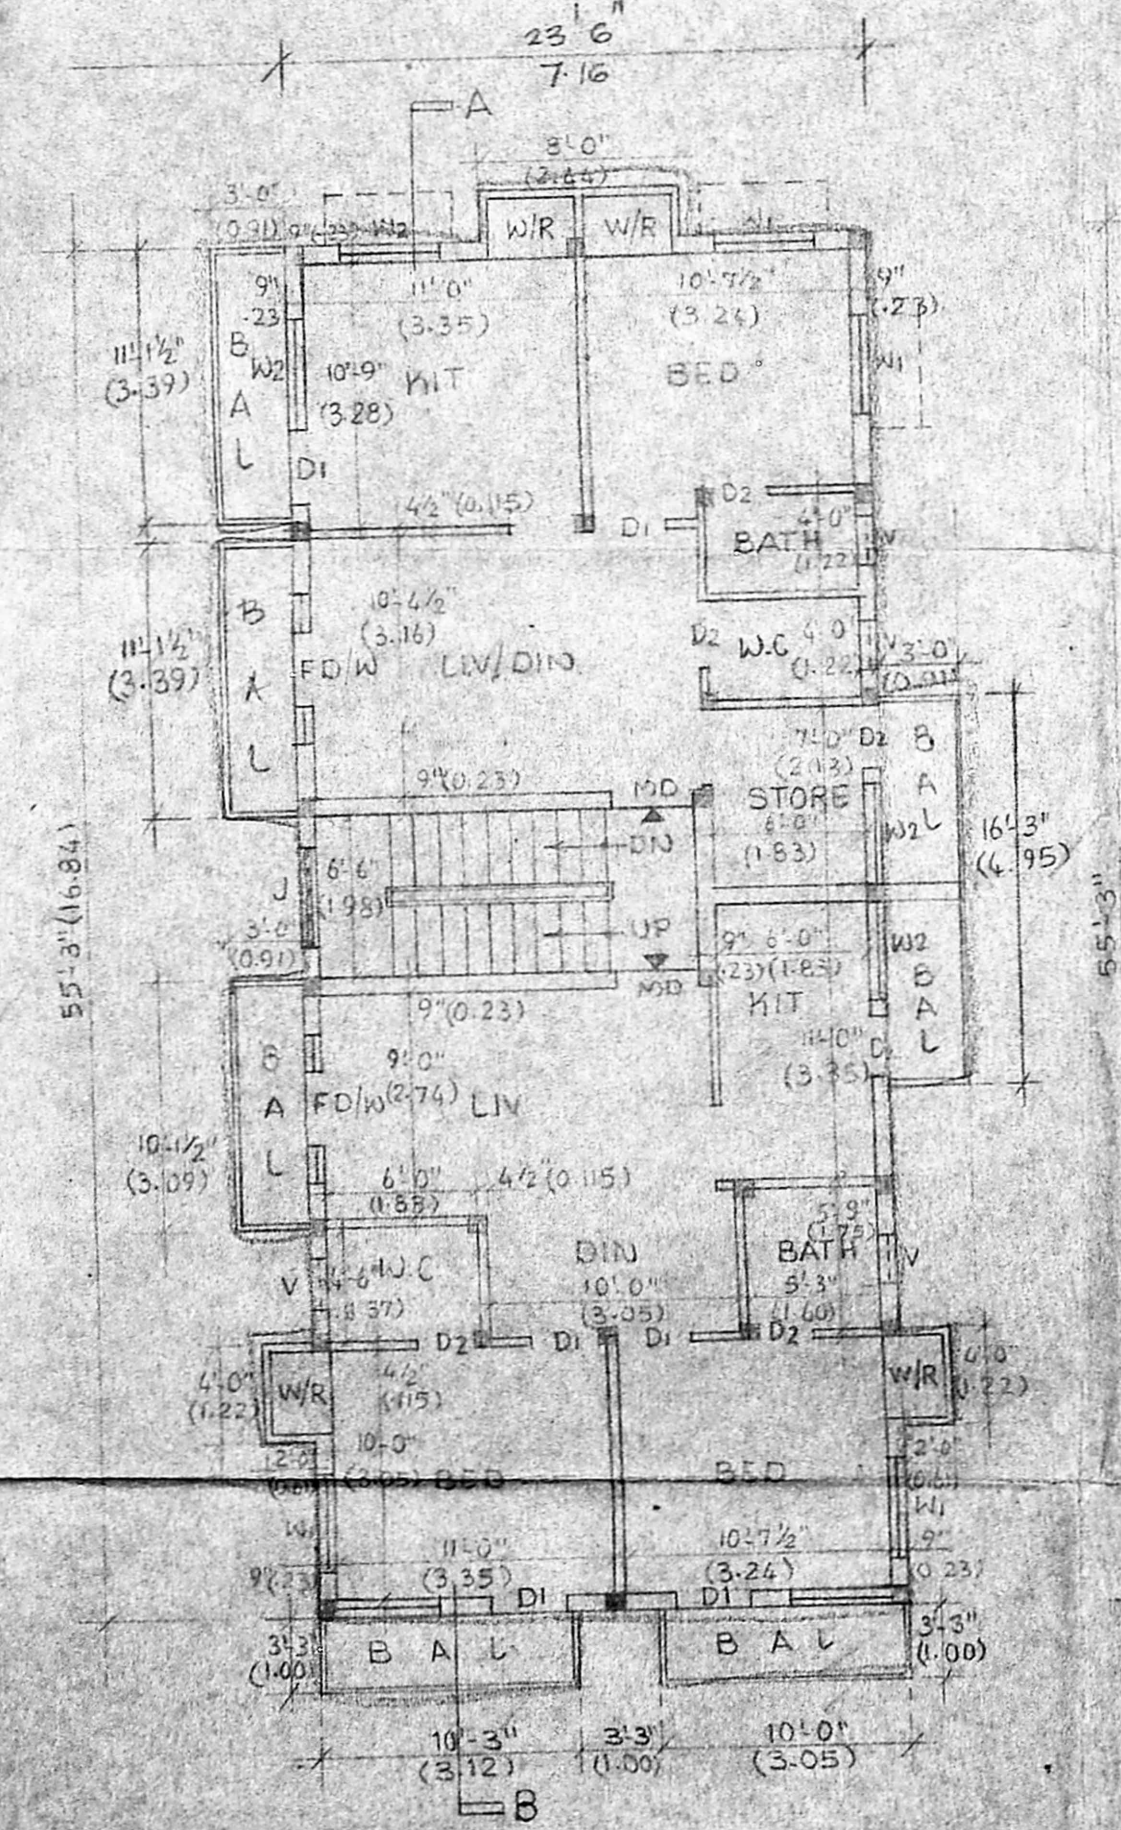 23'6"
7.16
A
8'-0"
(2.44)
3'-0"
(0.91)
W2
W/R
W/R
W1
9"
.23
11'-0"
(3.35)
10'-7½"
(3.24)
9"
(.23)
11'-1½"
(3.39)
B
A
L
W2
10'-9"
(3.28)
KIT
BED
W1
D1
4½"(0.115)
D1
D2
4'-0"
BATH
(1.22)
V
11'-1½"
(3.39)
B
A
L
10'-4½"
(3.16)
FD/W
LIV/DIN
D2
W.C
4'-0"
(1.22)
V
3'-0"
(0.91)
9"(0.23)
MD
7'-0"
(2.13)
D2
STORE
6'-0"
(1.83)
W2
B
A
L
16'-3"
(4.95)
DN
55'-3"(16.84)
55'-3"
J
6'-6"
(1.98)
3'-0"
(0.91)
UP
MD
9"
(.23)
6'-0"
(1.83)
KIT
W2
B
A
L
9"(0.23)
11'-0"
(3.35)
B
A
L
9'-0"
FD/W
(2.74)
LIV
10'-1½"
(3.09)
6'-0"
(1.83)
4½"(0.115)
5'-9"
(1.75)
V
4'-6"
W.C
DIN
10'-0"
(3.05)
BATH
5'-3"
(1.60)
V
D2
D1
D1
D2
4'-0"
(1.22)
W/R
4½"
(.115)
W/R
4'-0"
(1.22)
2'-0"
(0.61)
10'-0"
(3.05)
BED
BED
2'-0"
(0.61)
W1
W1
11'-0"
(3.35)
10'-7½"
(3.24)
9"
(0.23)
9"(.23)
D1
D1
3'-3"
(1.00)
B A L
B A L
3'-3"
(1.00)
10'-3"
(3.12)
3'-3"
(1.00)
10'-0"
(3.05)
B